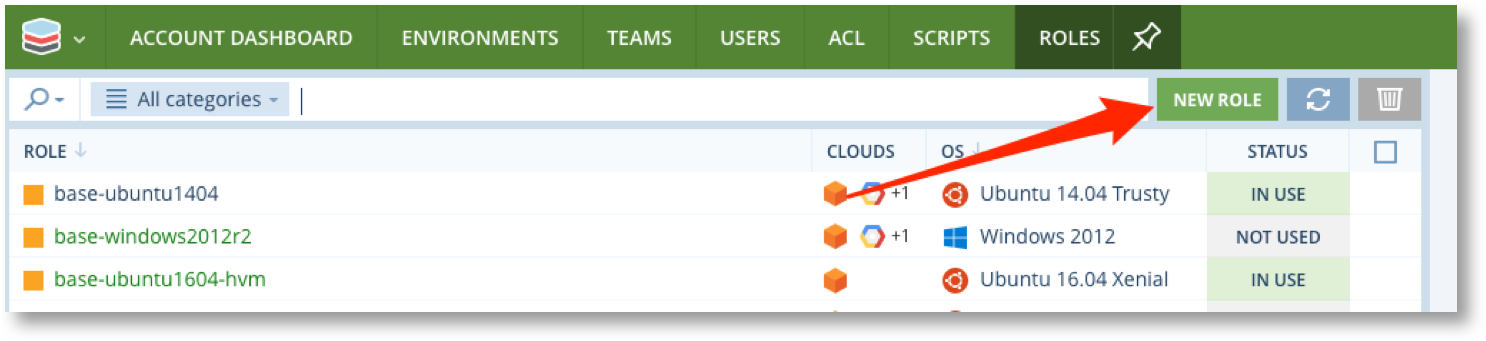 ACCOUNT DASHBOARD ENVIRONMENTS TEAMS USERS ACL SCRIPTS ROLES
All categories NEW ROLE
ROLE CLOUDS OS STATUS
base-ubuntu1404 +1 Ubuntu 14.04 Trusty IN USE
base-windows2012r2 +1 Windows 2012 NOT USED
base-ubuntu1604-hvm Ubuntu 16.04 Xenial IN USE